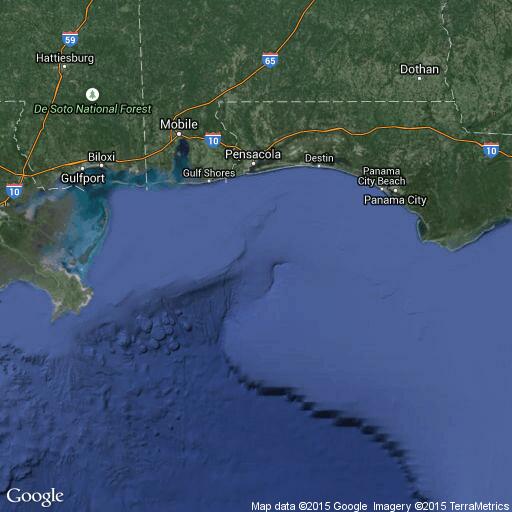 59
Hattiesburg
65
Dothan
De Soto National Forest
Mobile
10
10
Biloxi
Pensacola
Destin
Gulfport
Gulf Shores
Panama
City Beach
10
Panama City
Google
Map data ©2015 Google Imagery ©2015 TerraMetrics